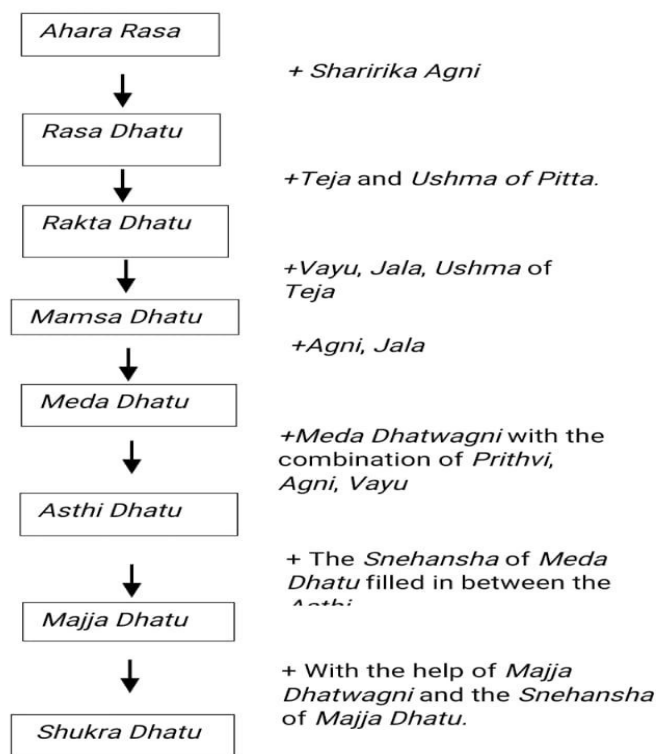 Ahara Rasa
+ Sharirika Agni
Rasa Dhatu
+Teja and Ushma of Pitta.
Rakta Dhatu
+Vayu, Jala, Ushma of
Teja
Mamsa Dhatu
+Agni, Jala
Meda Dhatu
+Meda Dhatwagni with the
combination of Prithvi,
Agni, Vayu
Asthi Dhatu
+ The Snehansha of Meda
Dhatu filled in between the
Asthi
Majja Dhatu
+ With the help of Majja
Dhatwagni and the Snehansha
of Majja Dhatu.
Shukra Dhatu